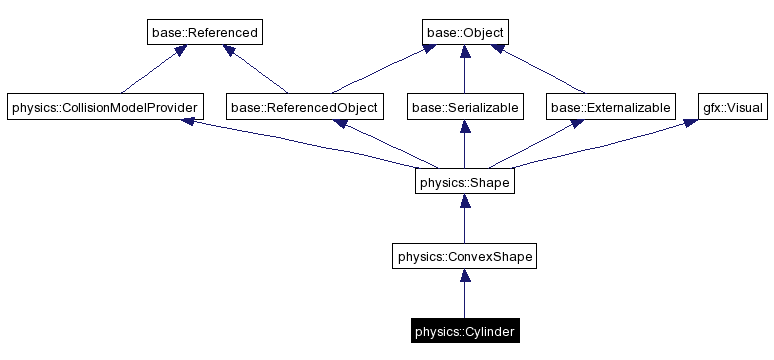 base::Referenced
base::Object
physics::CollisionModelProvider
base::ReferencedObject
base::Serializable
base::Externalizable
gfx::Visual
physics::Shape
physics::ConvexShape
physics::Cylinder